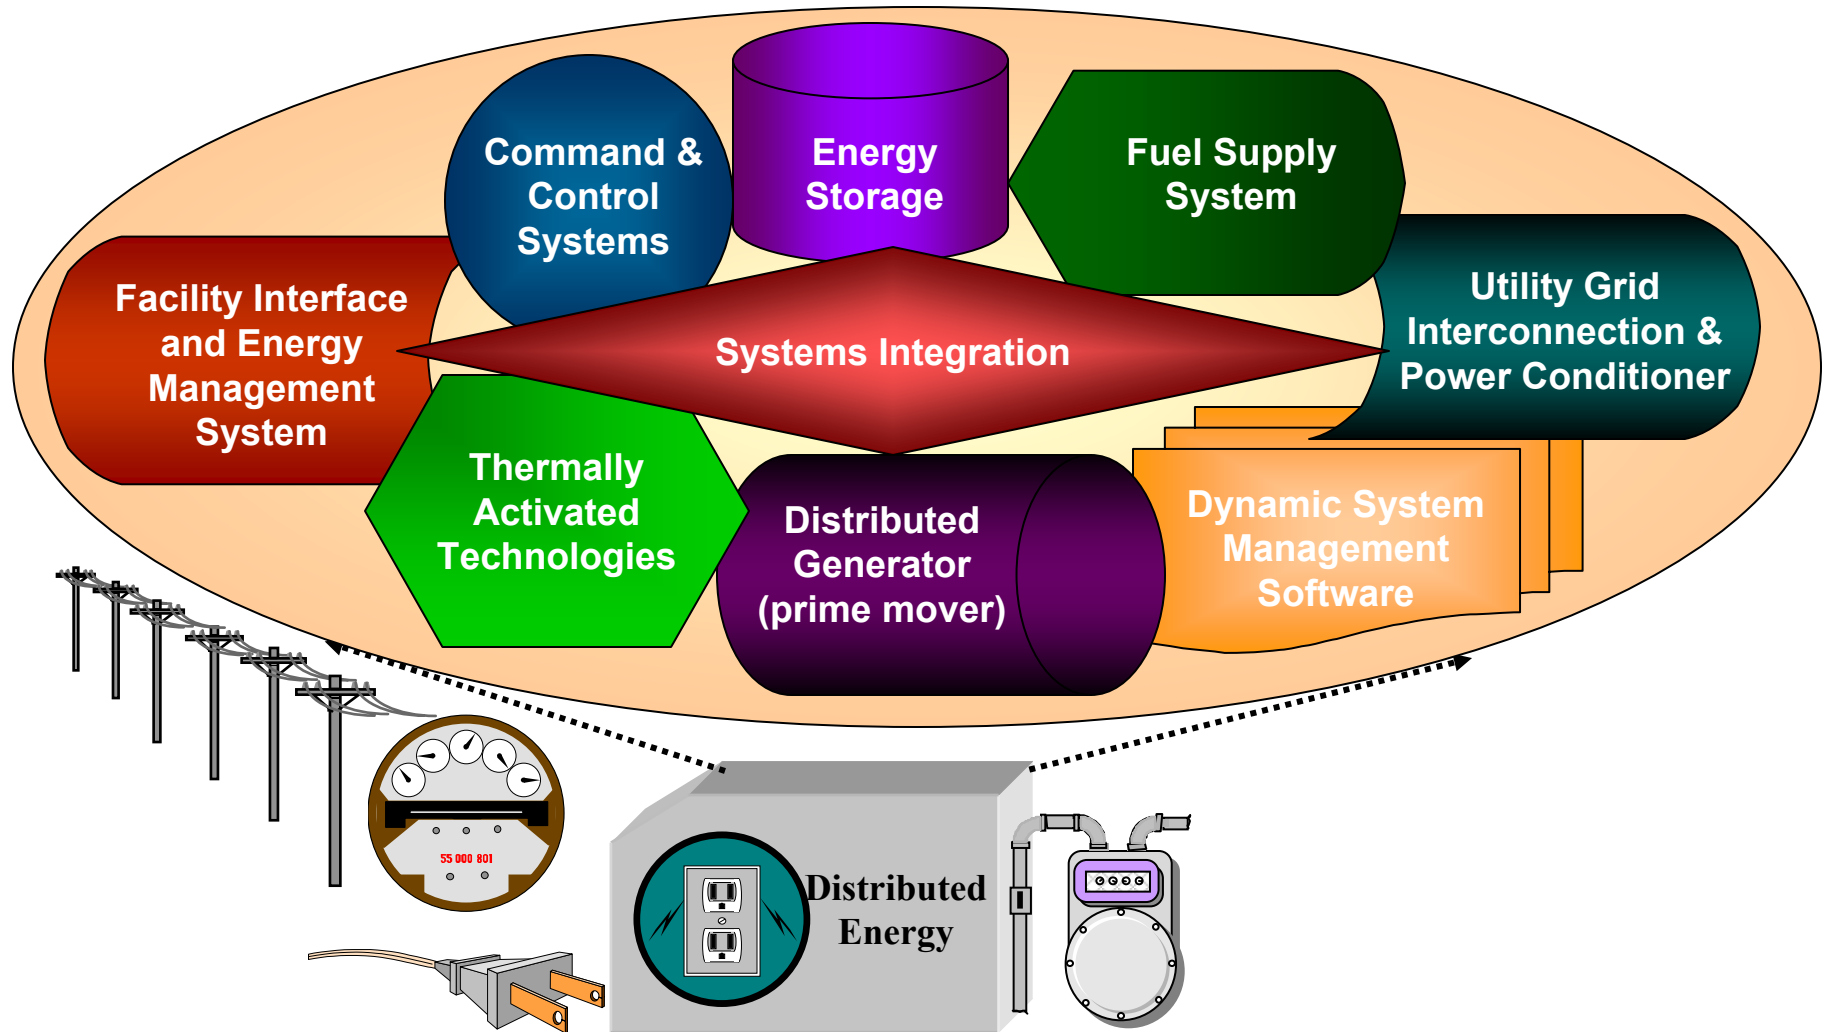 Command &
Control
Systems
Energy
Storage
Fuel Supply
System
Facility Interface
and Energy
Management
System
Systems Integration
Utility Grid
Interconnection &
Power Conditioner
Thermally
Activated
Technologies
Distributed
Generator
(prime mover)
Dynamic System
Management
Software
55 000 801
Distributed
Energy